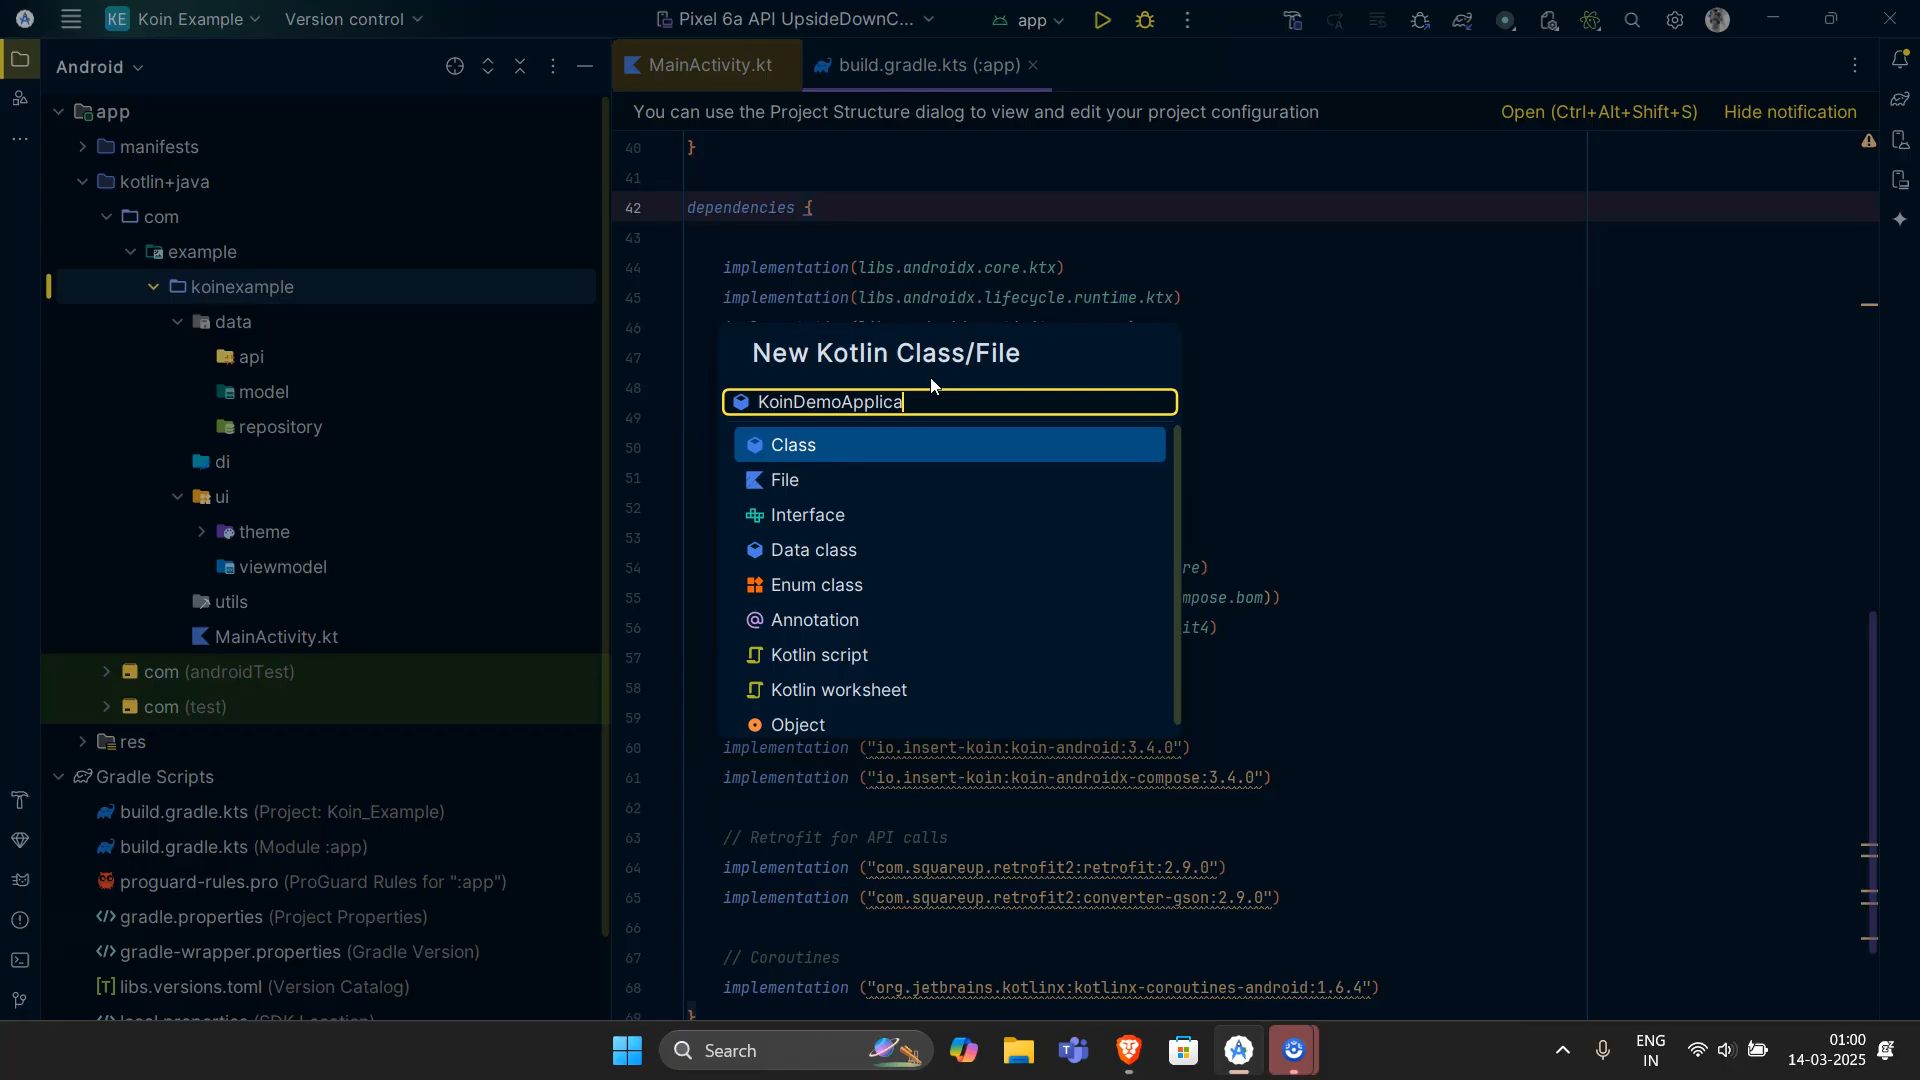 KE Koin Example
Version control
Pixel 6a API UpsideDownC...
app
Android
MainActivity.kt
build.gradle.kts (:app)
You can use the Project Structure dialog to view and edit your project configuration
Open (Ctrl+Alt+Shift+S)
Hide notification
app
manifests
kotlin+java
com
example
koinexample
data
api
model
repository
di
ui
theme
viewmodel
utils
MainActivity.kt
com (androidTest)
com (test)
res
Gradle Scripts
build.gradle.kts (Project: Koin_Example)
build.gradle.kts (Module :app)
proguard-rules.pro (ProGuard Rules for ":app")
gradle.properties (Project Properties)
gradle-wrapper.properties (Gradle Version)
libs.versions.toml (Version Catalog)
40 }
41
42 dependencies {
43
44 implementation(libs.androidx.core.ktx)
45 implementation(libs.androidx.lifecycle.runtime.ktx)
46
47
48
49
50
51
52
53
54 re)
55 mpose.bom))
56 it4)
57
58
59
60 implementation ("io.insert-koin:koin-android:3.4.0")
61 implementation ("io.insert-koin:koin-androidx-compose:3.4.0")
62
63 // Retrofit for API calls
64 implementation ("com.squareup.retrofit2:retrofit:2.9.0")
65 implementation ("com.squareup.retrofit2:converter-gson:2.9.0")
66
67 // Coroutines
68 implementation ("org.jetbrains.kotlinx:kotlinx-coroutines-android:1.6.4")
69 }
New Kotlin Class/File
KoinDemoApplica
Class
File
Interface
Data class
Enum class
Annotation
Kotlin script
Kotlin worksheet
Object
Search
ENG
IN
01:00
14-03-2025